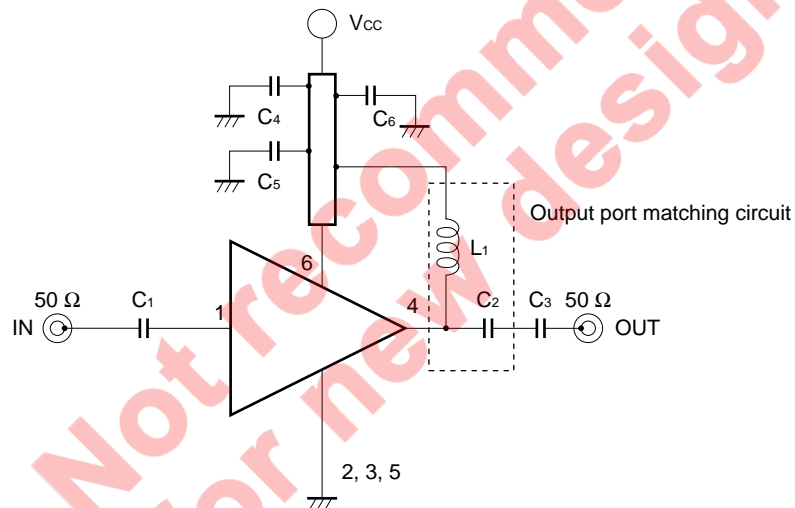 Vcc
C4
C6
C5
Output port matching circuit
L1
6
50 Ω
C1
1
4
C2
C3
50 Ω
IN
OUT
2, 3, 5
Not recomme
for new design